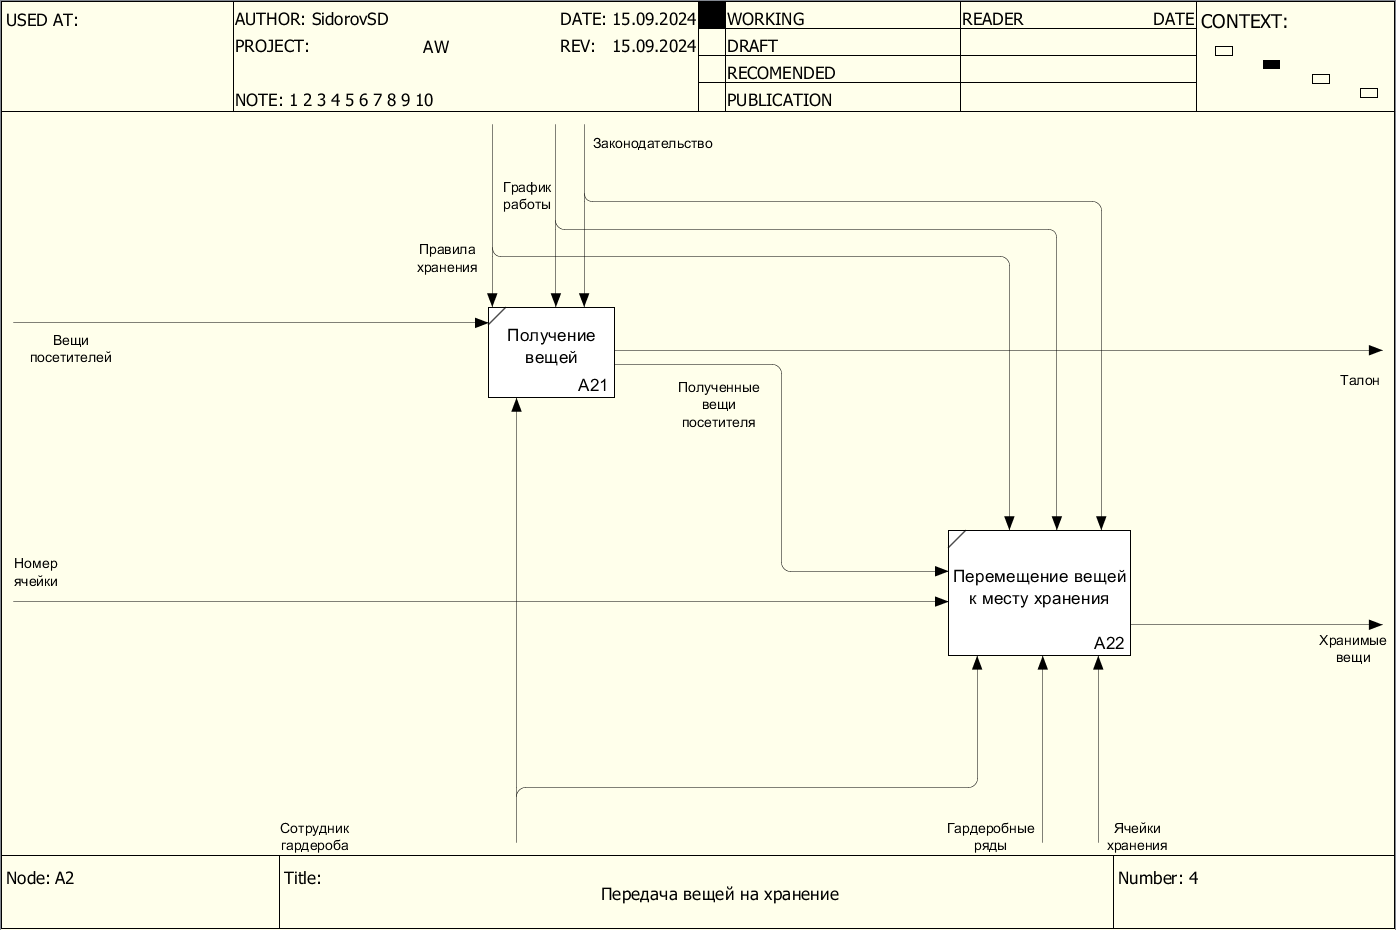 USED AT:
AUTHOR: SidorovSD
DATE: 15.09.2024
PROJECT: AW
REV: 15.09.2024
NOTE: 1 2 3 4 5 6 7 8 9 10
WORKING
DRAFT
RECOMENDED
PUBLICATION
READER
DATE
CONTEXT:
Законодательство
График
работы
Правила
хранения
Вещи
посетителей
Получение
вещей
A21
Талон
Полученные
вещи
посетителя
Номер
ячейки
Перемещение вещей
к месту хранения
A22
Хранимые
вещи
Сотрудник
гардероба
Гардеробные
ряды
Ячейки
хранения
Node: A2
Title:
Передача вещей на хранение
Number: 4